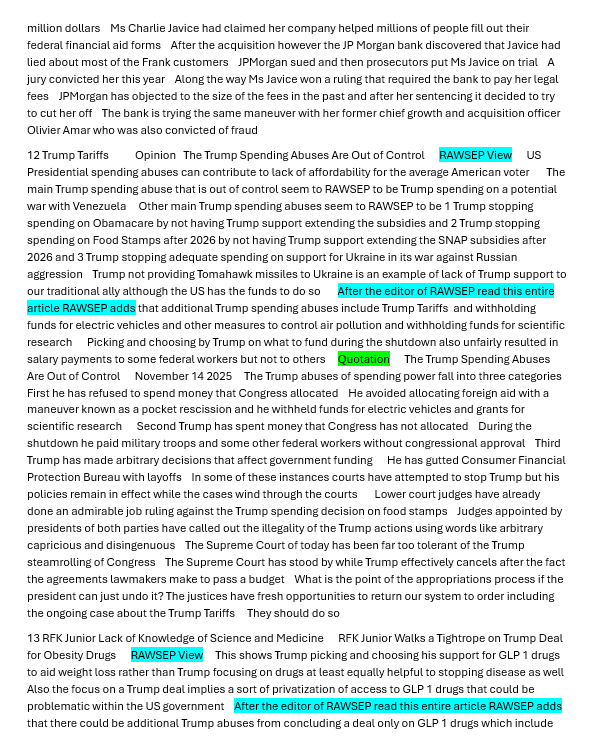 million dollars    Ms Charlie Javice had claimed her company helped millions of people fill out their
federal financial aid forms    After the acquisition however the JP Morgan bank discovered that Javice had
lied about most of the Frank customers    JPMorgan sued and then prosecutors put Ms Javice on trial    A
jury convicted her this year    Along the way Ms Javice won a ruling that required the bank to pay her legal
fees    JPMorgan has objected to the size of the fees in the past and after her sentencing it decided to try
to cut her off    The bank is trying the same maneuver with her former chief growth and acquisition officer
Olivier Amar who was also convicted of fraud
12 Trump Tariffs    Opinion    The Trump Spending Abuses Are Out of Control    RAWSEP View    US
Presidential spending abuses can contribute to lack of affordability for the average American voter    The
main Trump spending abuse that is out of control seem to RAWSEP to be Trump spending on a potential
war with Venezuela    Other main Trump spending abuses seem to RAWSEP to be 1 Trump stopping
spending on Obamacare by not having Trump support extending the subsidies and 2 Trump stopping
spending on Food Stamps after 2026 by not having Trump support extending the SNAP subsidies after
2026 and 3 Trump stopping adequate spending on support for Ukraine in its war against Russian
aggression    Trump not providing Tomahawk missiles to Ukraine is an example of lack of Trump support to
our traditional ally although the US has the funds to do so    After the editor of RAWSEP read this entire
article RAWSEP adds that additional Trump spending abuses include Trump Tariffs  and withholding
funds for electric vehicles and other measures to control air pollution and withholding funds for scientific
research    Picking and choosing by Trump on what to fund during the shutdown also unfairly resulted in
salary payments to some federal workers but not to others    Quotation    The Trump Spending Abuses
Are Out of Control    November 14 2025    The Trump abuses of spending power fall into three categories
First he has refused to spend money that Congress allocated    He avoided allocating foreign aid with a
maneuver known as a pocket rescission and he withheld funds for electric vehicles and grants for
scientific research    Second Trump has spent money that Congress has not allocated    During the
shutdown he paid military troops and some other federal workers without congressional approval    Third
Trump has made arbitrary decisions that affect government funding    He has gutted Consumer Financial
Protection Bureau with layoffs    In some of these instances courts have attempted to stop Trump but his
policies remain in effect while the cases wind through the courts    Lower court judges have already
done an admirable job ruling against the Trump spending decision on food stamps    Judges appointed by
presidents of both parties have called out the illegality of the Trump actions using words like arbitrary
capricious and disingenuous    The Supreme Court of today has been far too tolerant of the Trump
steamrolling of Congress    The Supreme Court has stood by while Trump effectively cancels after the fact
the agreements lawmakers make to pass a budget    What is the point of the appropriations process if the
president can just undo it? The justices have fresh opportunities to return our system to order including
the ongoing case about the Trump Tariffs    They should do so
13 RFK Junior Lack of Knowledge of Science and Medicine    RFK Junior Walks a Tightrope on Trump Deal
for Obesity Drugs    RAWSEP View    This shows Trump picking and choosing his support for GLP 1 drugs
to aid weight loss rather than Trump focusing on drugs at least equally helpful to stopping disease as well
Also the focus on a Trump deal implies a sort of privatization of access to GLP 1 drugs that could be
problematic within the US government    After the editor of RAWSEP read this entire article RAWSEP adds
that there could be additional Trump abuses from concluding a deal only on GLP 1 drugs which include